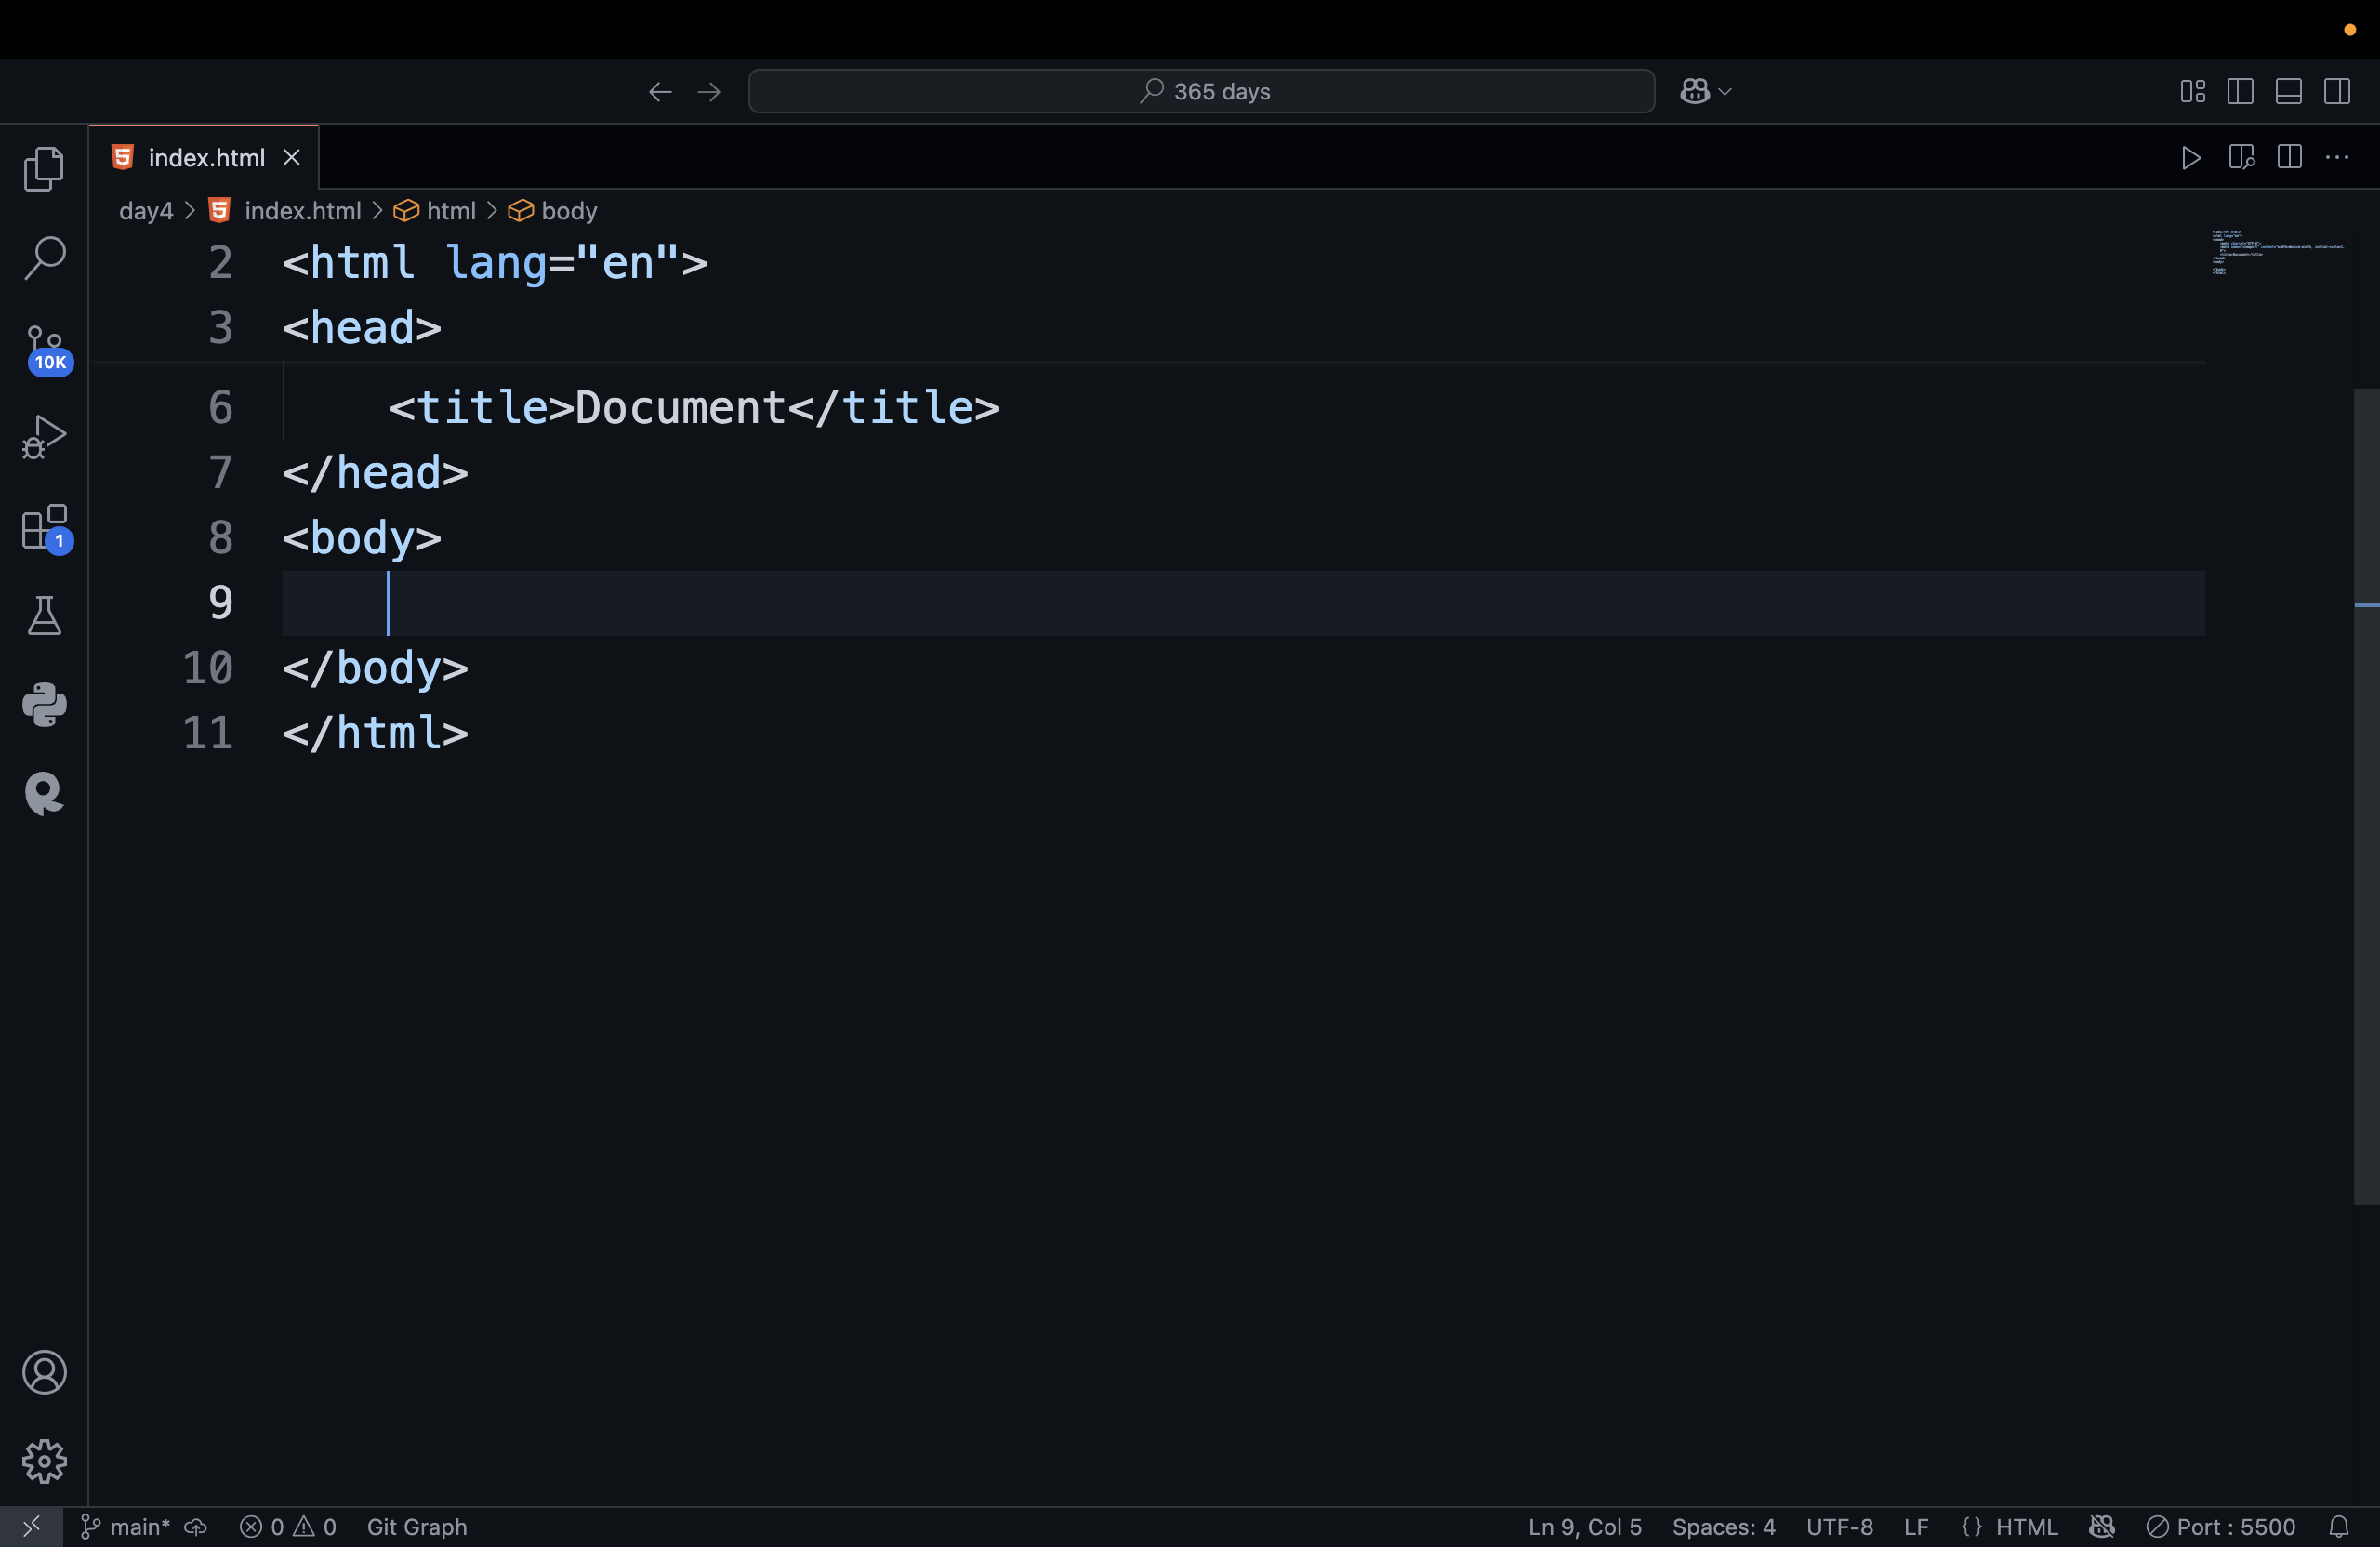 365 days
index.html
day4 > index.html > html > body
2 <html lang="en">
3 <head>
6 <title>Document</title>
7 </head>
8 <body>
9
10 </body>
11 </html>
10K
1
main* 0 0 Git Graph Ln 9, Col 5 Spaces: 4 UTF-8 LF {} HTML Port : 5500